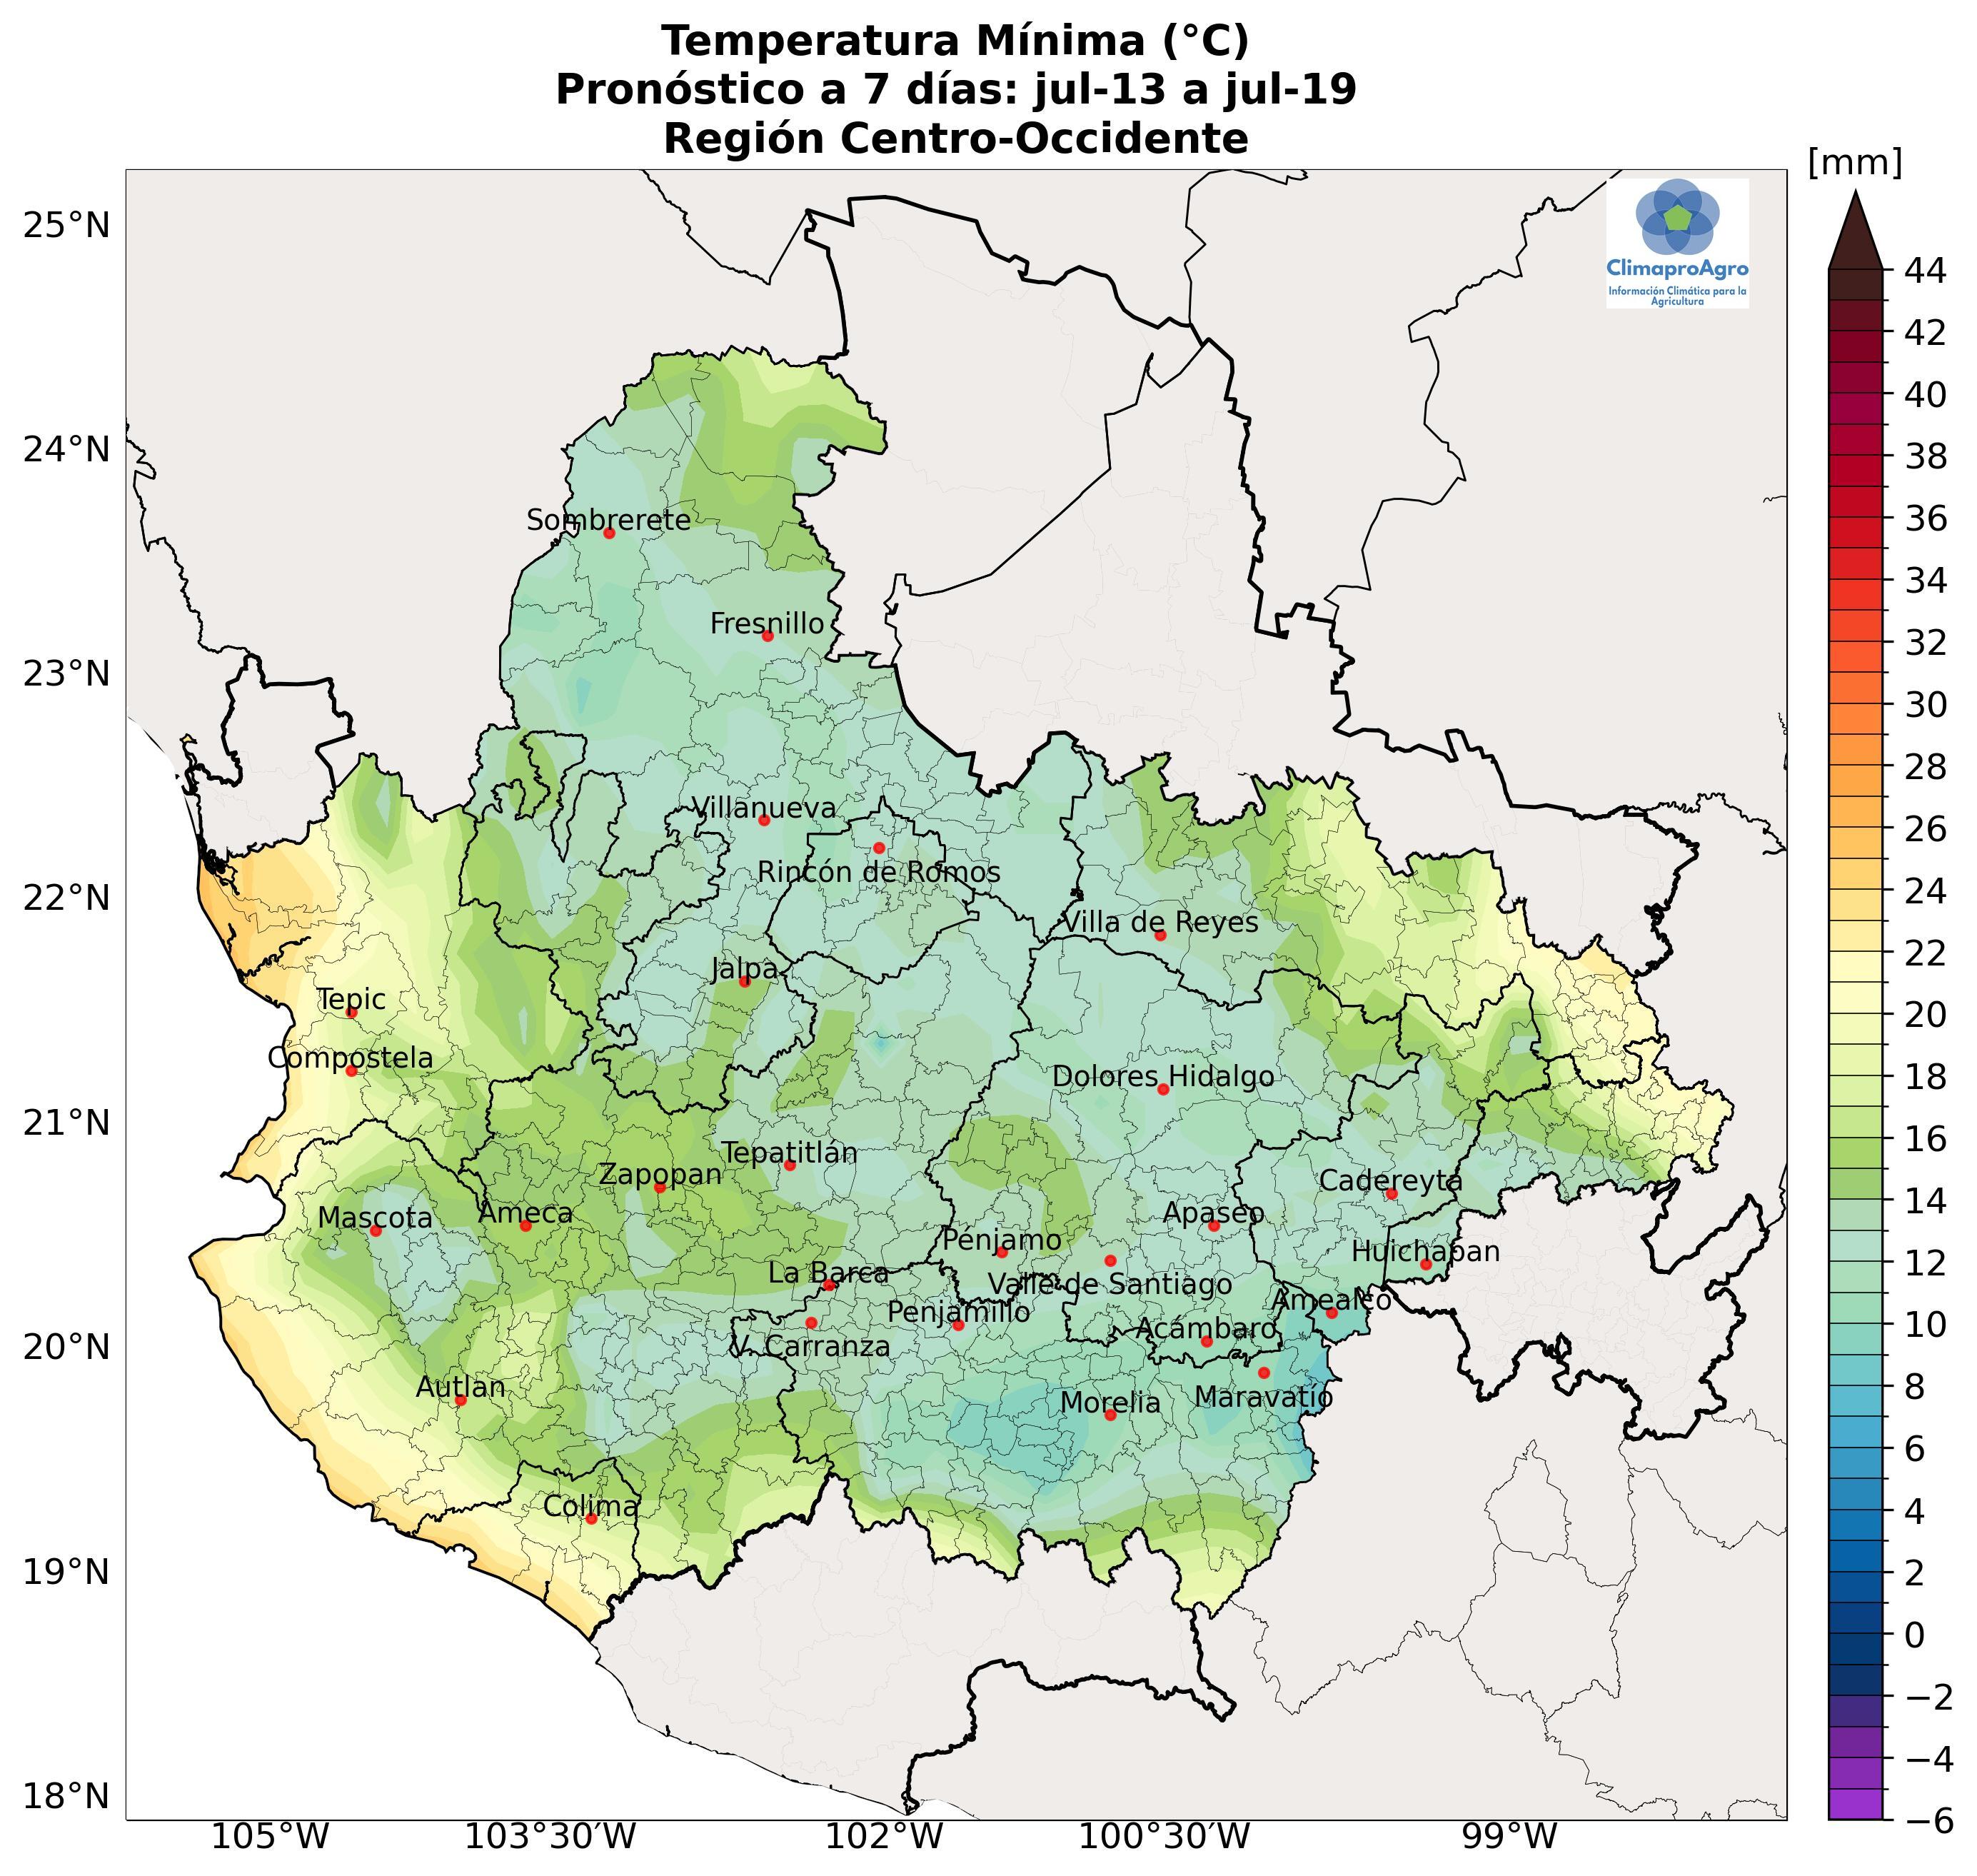 Temperatura Mínima (°C)
Pronóstico a 7 días: jul-13 a jul-19
Región Centro-Occidente
[mm]
ClimaproAgro
Información Climática para la
Agricultura
25°N
24°N
23°N
22°N
21°N
20°N
19°N
18°N
105°W
103°30'W
102°W
100°30'W
99°W
Sombrerete
Fresnillo
Villanueva
Rincón de Romos
Villa de Reyes
Jalpa
Tepic
Compostela
Dolores Hidalgo
Tepatitlán
Zapopan
Cadereyta
Mascota
Ameca
Apaseo
Pénjamo
Huichapan
La Barca
Valle de Santiago
Amealco
Penjamillo
Acámbaro
V. Carranza
Autlan
Maravatío
Morelia
Colima
44
42
40
38
36
34
32
30
28
26
24
22
20
18
16
14
12
10
8
6
4
2
0
−2
−4
−6